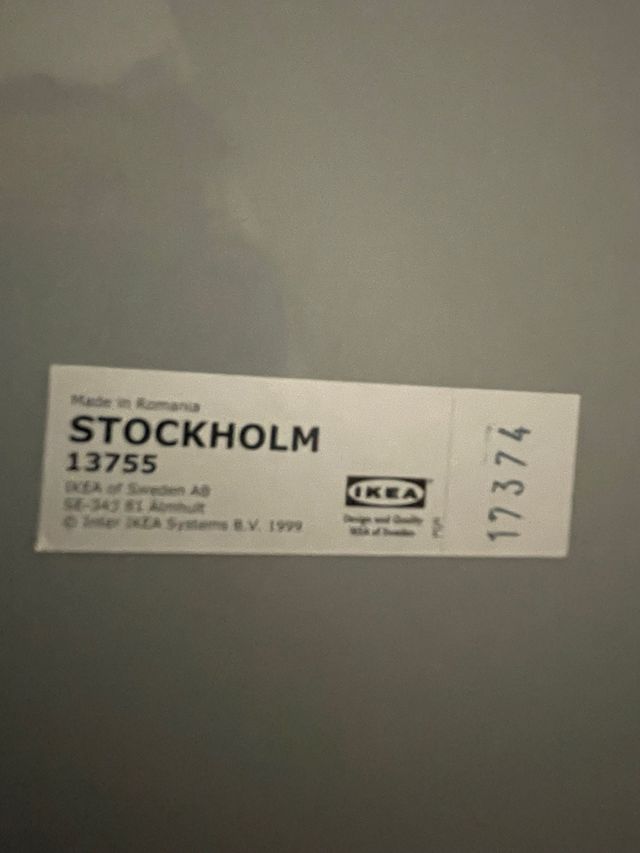 Made in Romania
STOCKHOLM
13755
IKEA of Sweden AB
SE-343 81 Älmhult
© Inter IKEA Systems B.V. 1999
IKEA
Design and Quality
IKEA of Sweden
17374